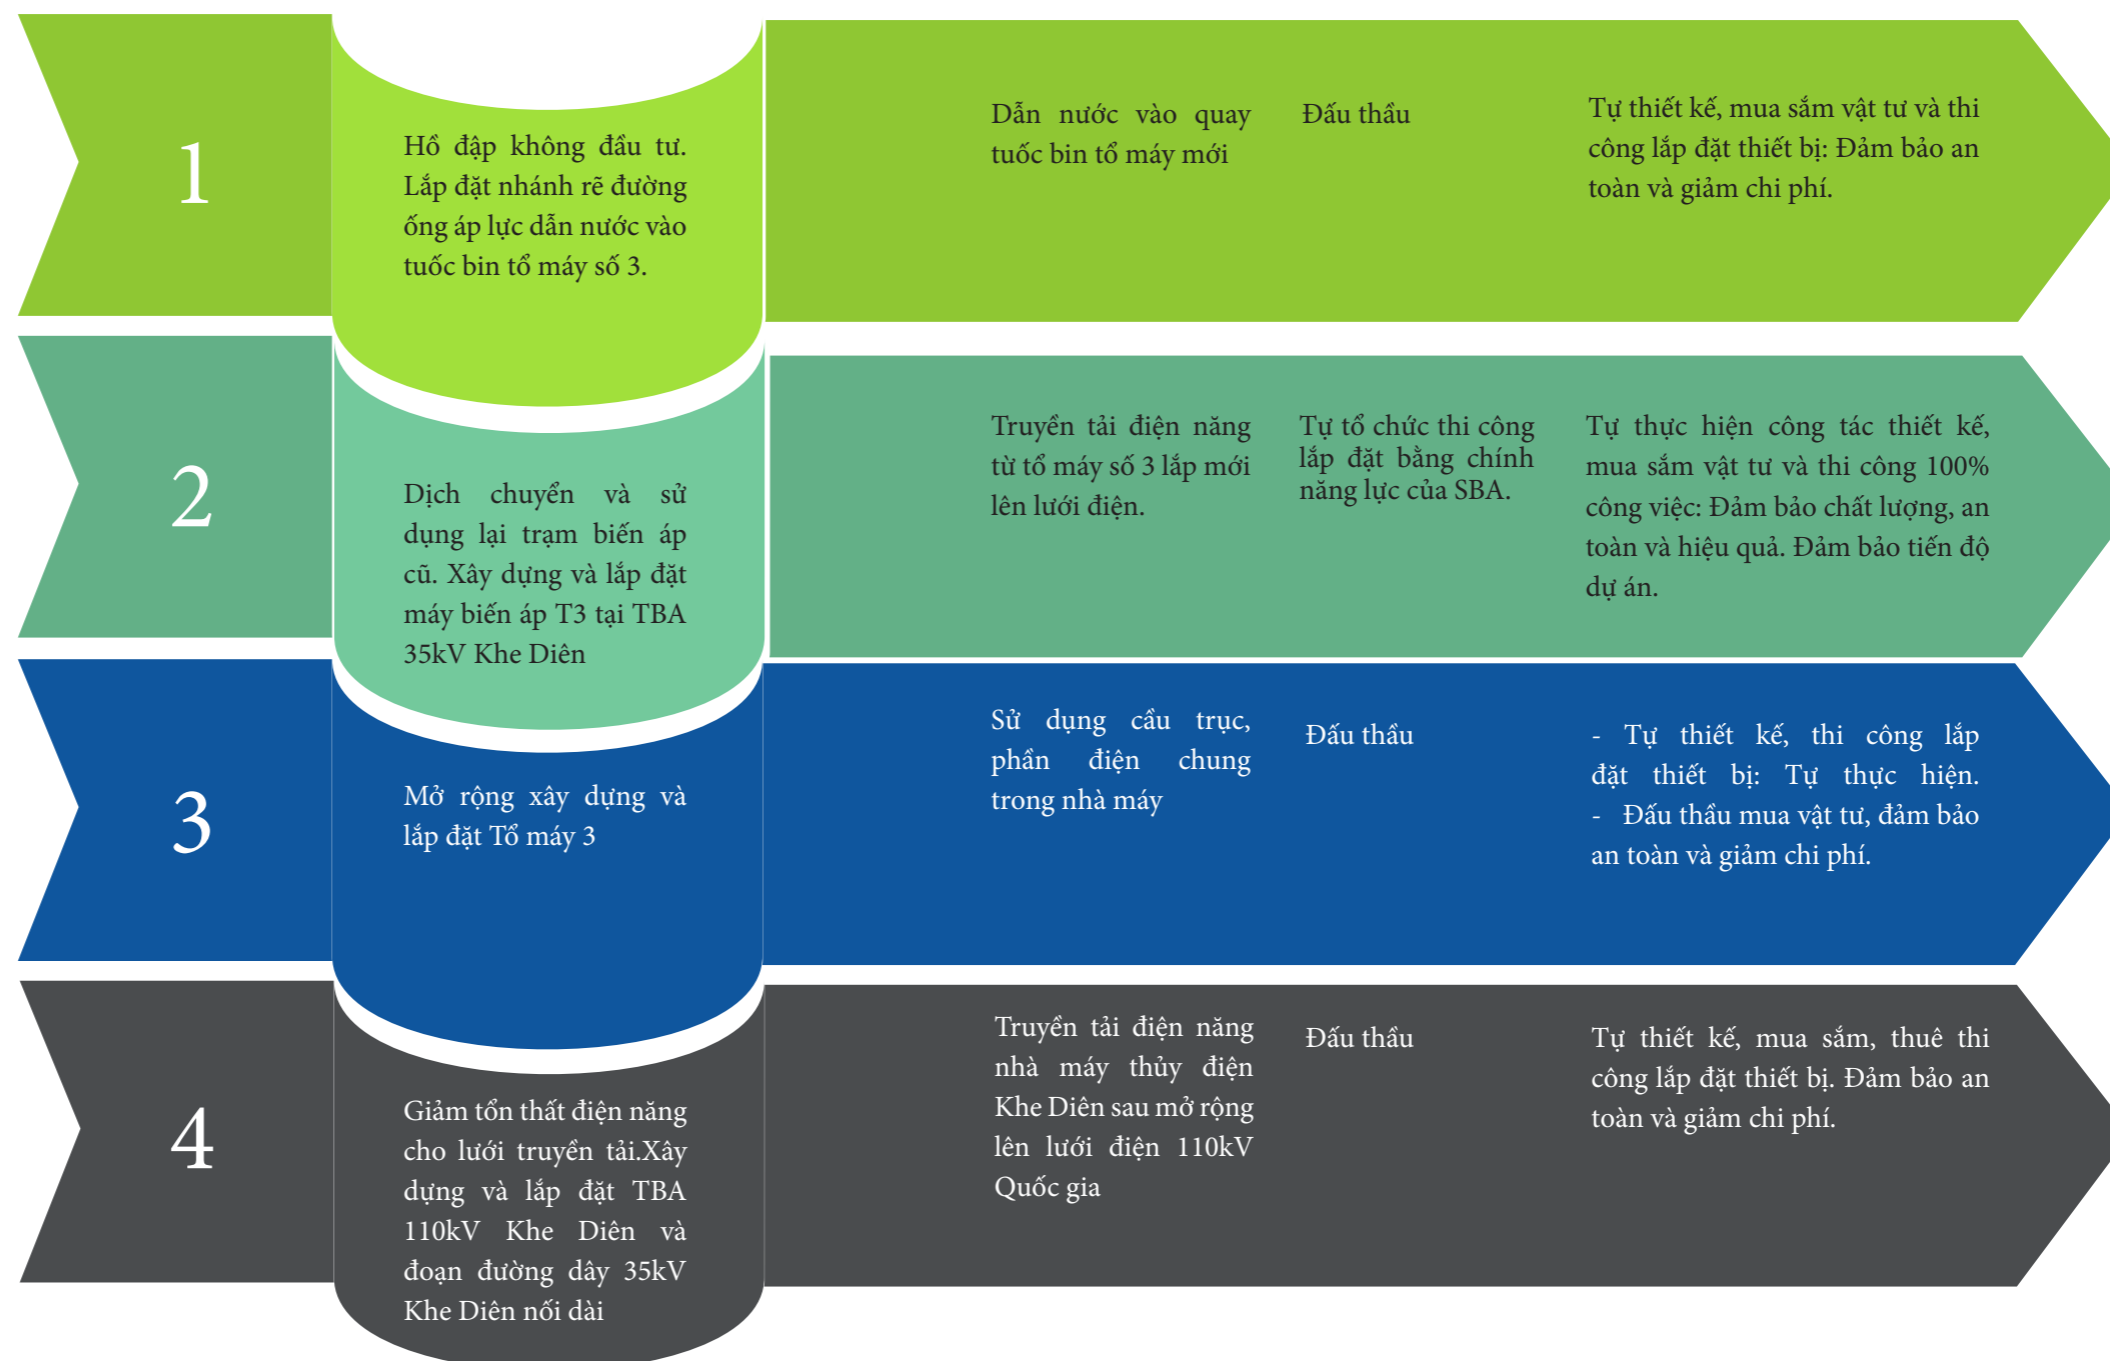 1
Hồ đập không đầu tư.
Lắp đặt nhánh rẽ đường
ống áp lực dẫn nước vào
tuốc bin tổ máy số 3.
Dẫn nước vào quay
tuốc bin tổ máy mới
Đấu thầu
Tự thiết kế, mua sắm vật tư và thi
công lắp đặt thiết bị: Đảm bảo an
toàn và giảm chi phí.
2
Dịch chuyển và sử
dụng lại trạm biến áp
cũ. Xây dựng và lắp đặt
máy biến áp T3 tại TBA
35kV Khe Diên
Truyền tải điện năng
từ tổ máy số 3 lắp mới
lên lưới điện.
Tự tổ chức thi công
lắp đặt bằng chính
năng lực của SBA.
Tự thực hiện công tác thiết kế,
mua sắm vật tư và thi công 100%
công việc: Đảm bảo chất lượng, an
toàn và hiệu quả. Đảm bảo tiến độ
dự án.
3
Mở rộng xây dựng và
lắp đặt Tổ máy 3
Sử dụng cầu trục,
phần điện chung
trong nhà máy
Đấu thầu
- Tự thiết kế, thi công lắp
đặt thiết bị: Tự thực hiện.
- Đấu thầu mua vật tư, đảm bảo
an toàn và giảm chi phí.
4
Giảm tổn thất điện năng
cho lưới truyền tải.Xây
dựng và lắp đặt TBA
110kV Khe Diên và
đoạn đường dây 35kV
Khe Diên nối dài
Truyền tải điện năng
nhà máy thủy điện
Khe Diên sau mở rộng
lên lưới điện 110kV
Quốc gia
Đấu thầu
Tự thiết kế, mua sắm, thuê thi
công lắp đặt thiết bị. Đảm bảo an
toàn và giảm chi phí.